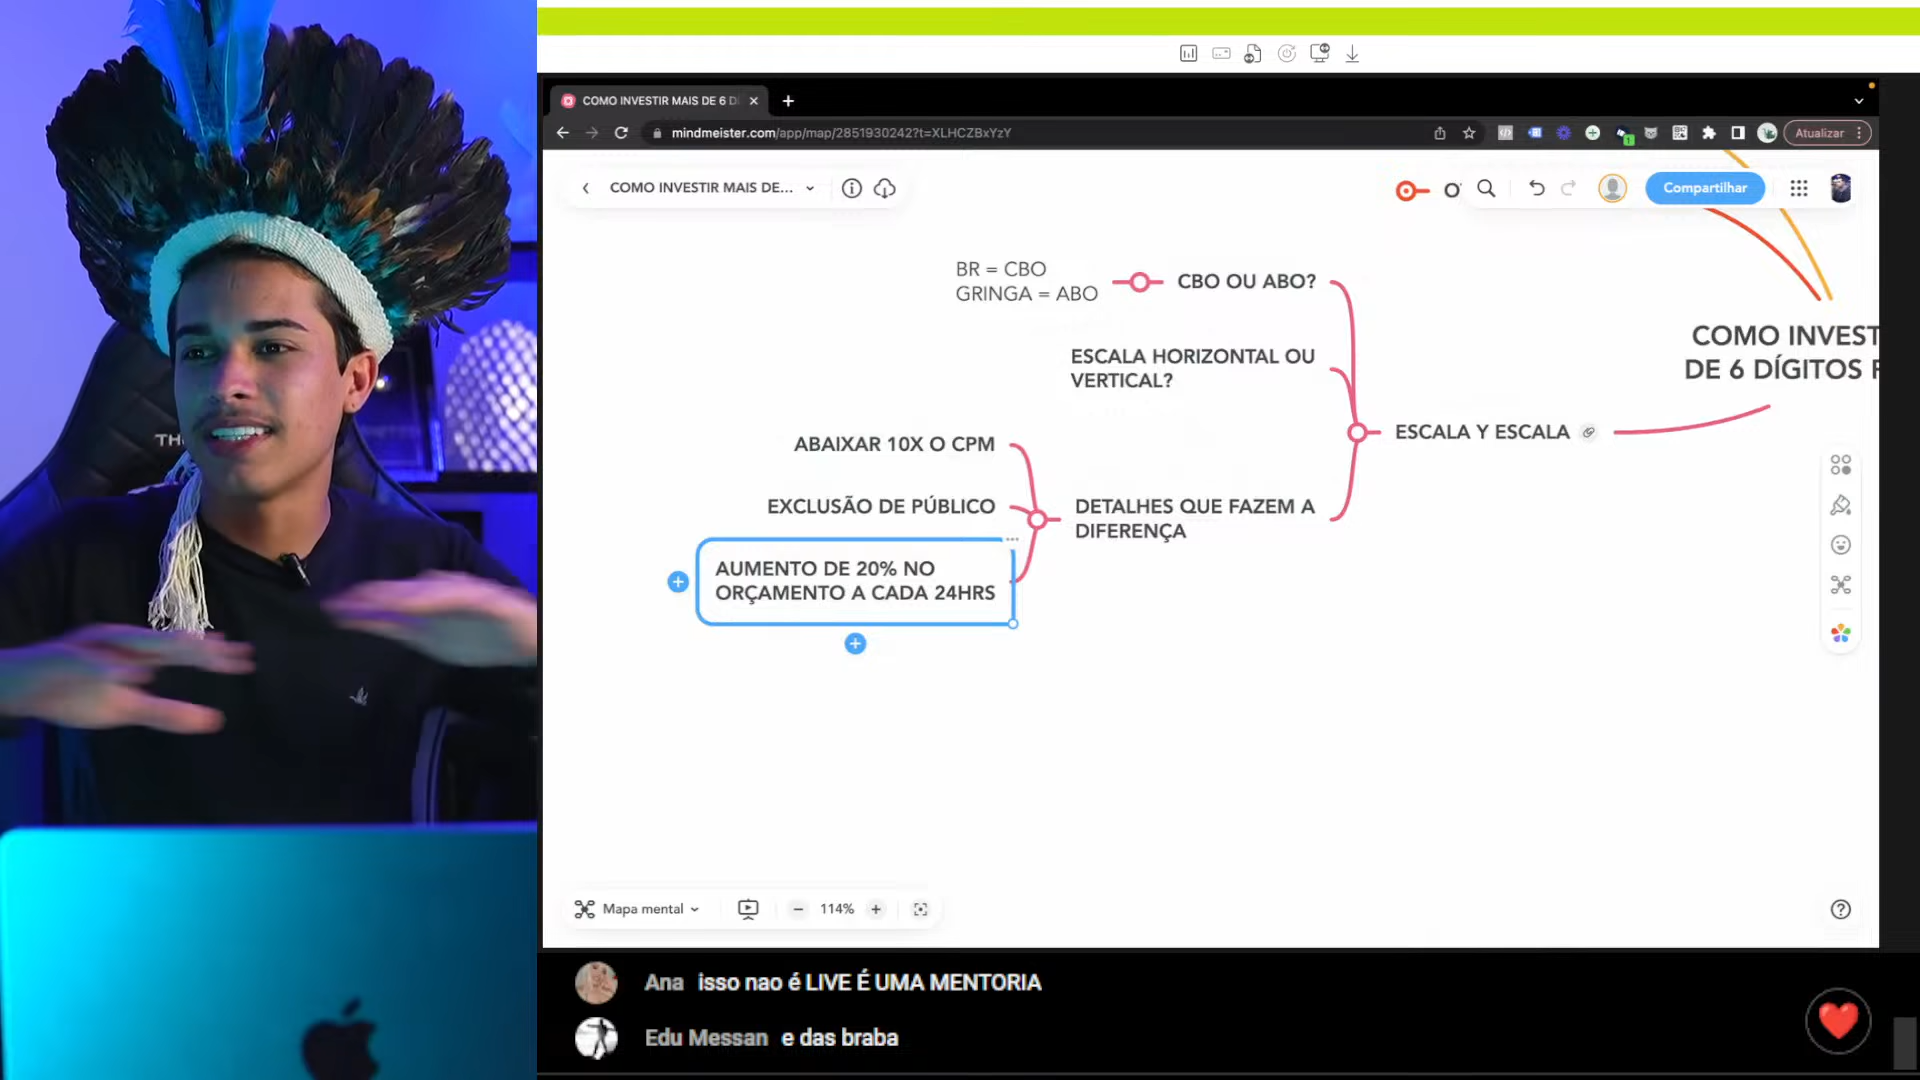 COMO INVESTIR MAIS DE 6 D
mindmeister.com/app/map/2851930242?t=XLHCZBxYzY
Atualizar
COMO INVESTIR MAIS DE...
Compartilhar
BR = CBO
GRINGA = ABO
CBO OU ABO?
ESCALA HORIZONTAL OU
VERTICAL?
COMO INVEST
DE 6 DÍGITOS
ESCALA Y ESCALA
ABAIXAR 10X O CPM
EXCLUSÃO DE PÚBLICO
DETALHES QUE FAZEM A
DIFERENÇA
AUMENTO DE 20% NO
ORÇAMENTO A CADA 24HRS
TH
Mapa mental
114%
Ana isso nao é LIVE É UMA MENTORIA
Edu Messan e das braba